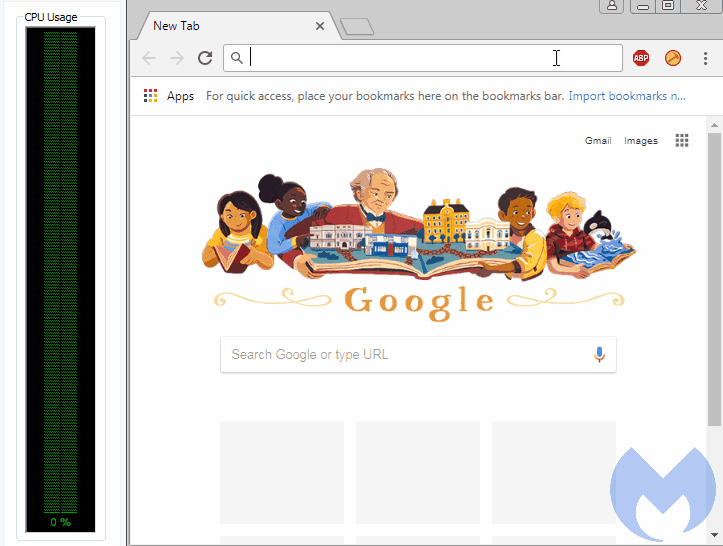 CPU Usage
0 %
New Tab
ABP
Apps For quick access, place your bookmarks here on the bookmarks bar. Import bookmarks n...
Gmail Images
Google
Search Google or type URL